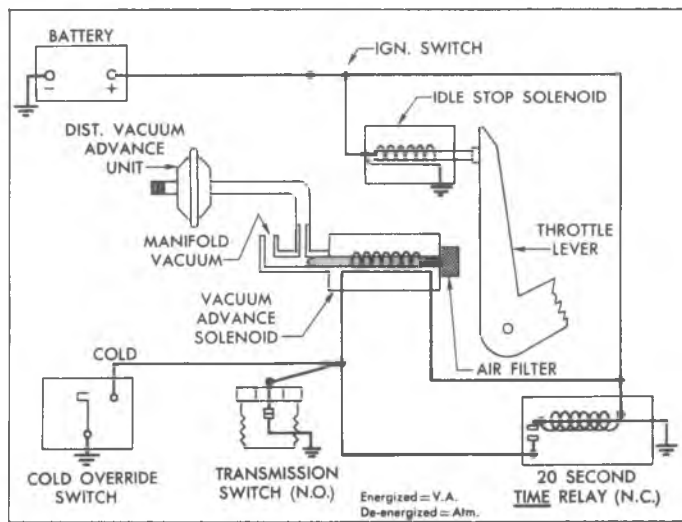 BATTERY
IGN. SWITCH
- +
IDLE STOP SOLENOID
DIST. VACUUM
ADVANCE
UNIT
MANIFOLD
VACUUM
THROTTLE
LEVER
VACUUM
ADVANCE
SOLENOID
AIR FILTER
COLD
COLD OVERRIDE
SWITCH
TRANSMISSION
SWITCH (N.O.)
Energized = V.A.
De-energized = Atm.
20 SECOND
TIME RELAY (N.C.)